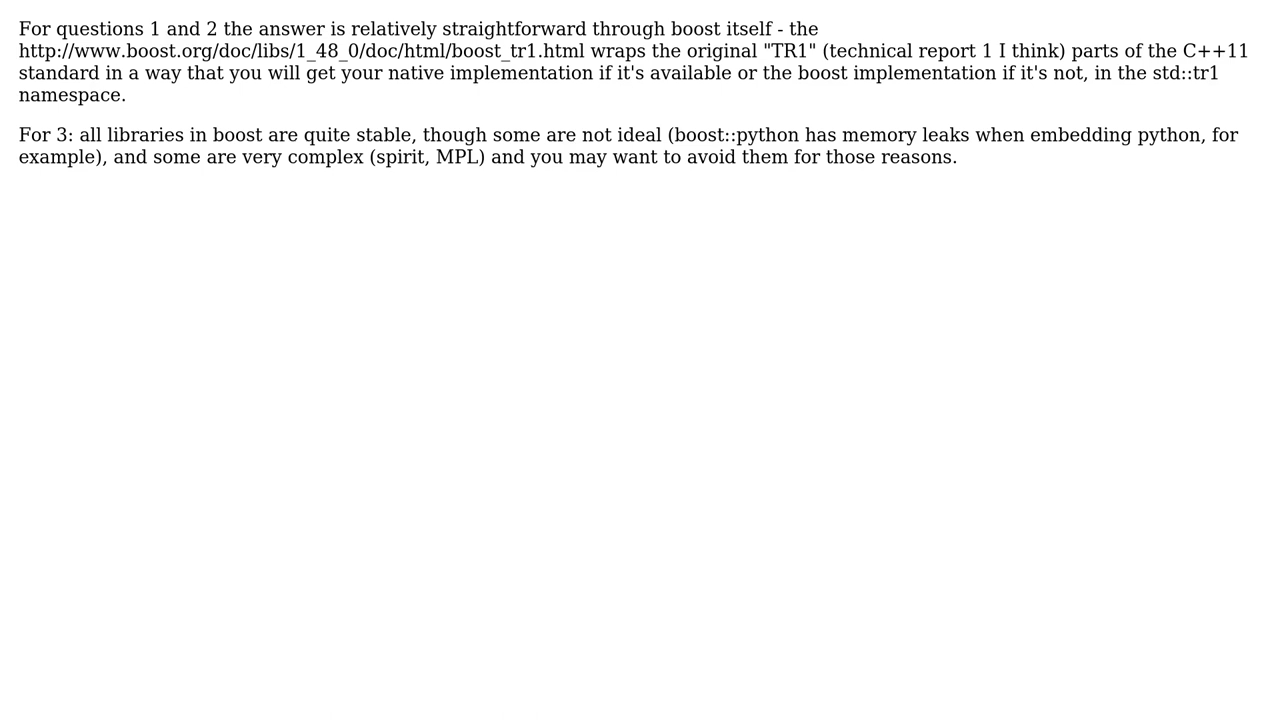 For questions 1 and 2 the answer is relatively straightforward through boost itself - the
http://www.boost.org/doc/libs/1_48_0/doc/html/boost_tr1.html wraps the original "TR1" (technical report 1 I think) parts of the C++11
standard in a way that you will get your native implementation if it's available or the boost implementation if it's not, in the std::tr1
namespace.
For 3: all libraries in boost are quite stable, though some are not ideal (boost::python has memory leaks when embedding python, for
example), and some are very complex (spirit, MPL) and you may want to avoid them for those reasons.